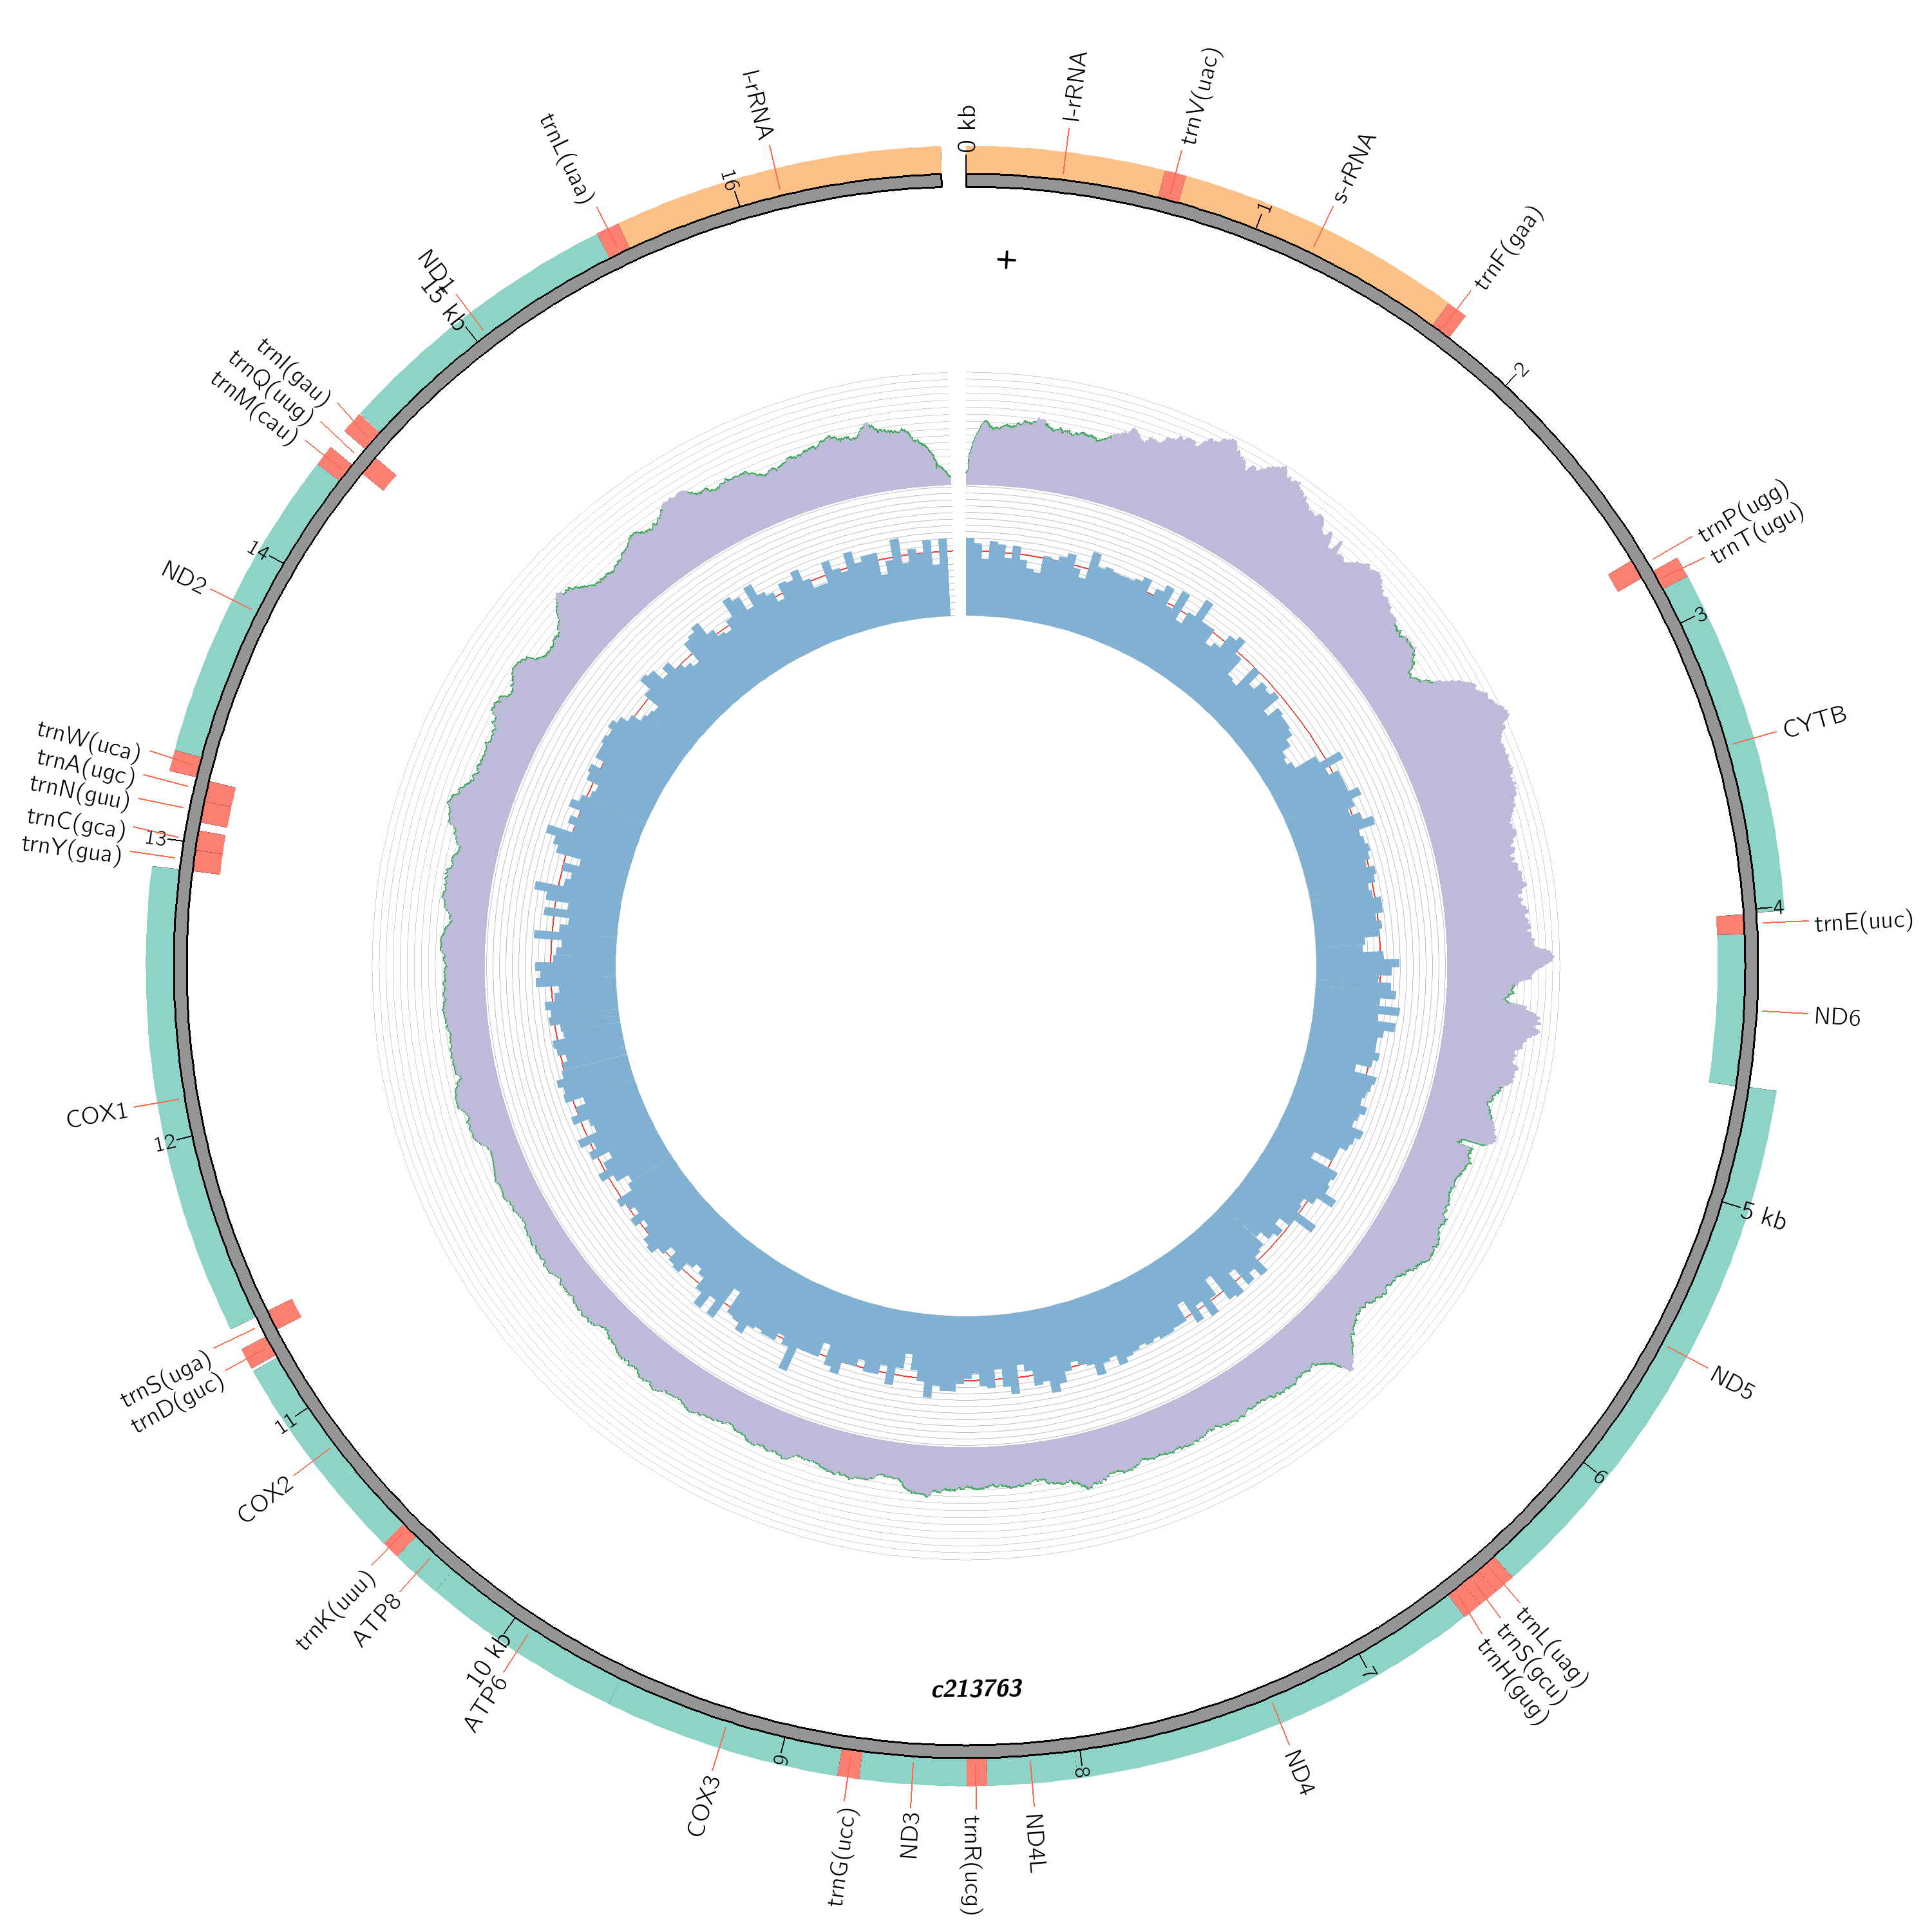 0 kb
l-rRNA
trnV(uac)
1
s-rRNA
trnF(gaa)
2
trnP(ugg)
trnT(ugu)
3
CYTB
4
trnE(uuc)
ND6
5 kb
ND5
6
trnL(uag)
trnS(gcu)
trnH(gug)
7
ND4
8
ND4L
trnR(ucg)
ND3
trnG(ucc)
9
COX3
ATP6
10 kb
ATP8
trnK(uuu)
COX2
11
trnD(guc)
trnS(uga)
12
COX1
trnY(gua)
13
trnC(gca)
trnN(guu)
trnA(ugc)
trnW(uca)
ND2
14
trnM(cau)
trnQ(uug)
trnI(gau)
15 kb
ND1
trnL(uaa)
16
l-rRNA
+
c213763